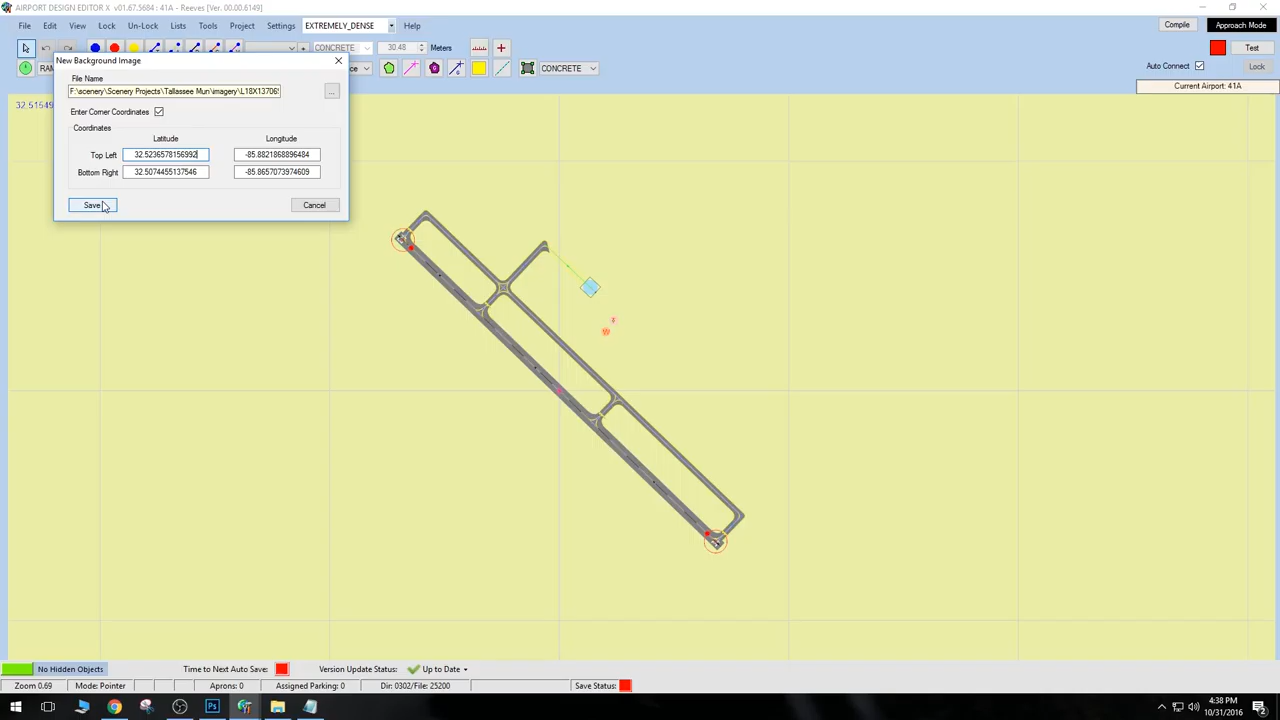 AIRPORT DESIGN EDITOR X v01.67.5684 : 41A - Reeves [Ver. 00.00.6149]
File Edit View Lock Un-Lock Lists Tools Project Settings EXTREMELY_DENSE Help
Compile Approach Mode
CONCRETE 30.48 Meters Test
CONCRETE Auto Connect Lock
Current Airport: 41A
New Background Image
File Name
F:\scenery\Scenery Projects\Tallassee Mun\imagery\L18X13706
...
Enter Corner Coordinates
Coordinates
Latitude Longitude
Top Left 32.5236578156992 -85.8821868896484
Bottom Right 32.5074455137546 -85.8657073974609
Save Cancel
No Hidden Objects Time to Next Auto Save: Version Update Status: Up to Date
Zoom 0.69 Mode: Pointer Aprons: 0 Assigned Parking: 0 Dir: 0302/File: 25200 Save Status:
4:38 PM
10/31/2016